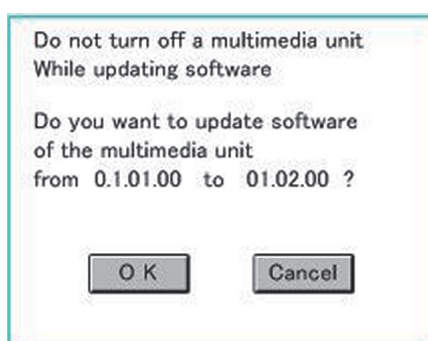 Do not turn off a multimedia unit
While updating software
Do you want to update software
of the multimedia unit
from 0.1.01.00 to 01.02.00 ?
O K
Cancel